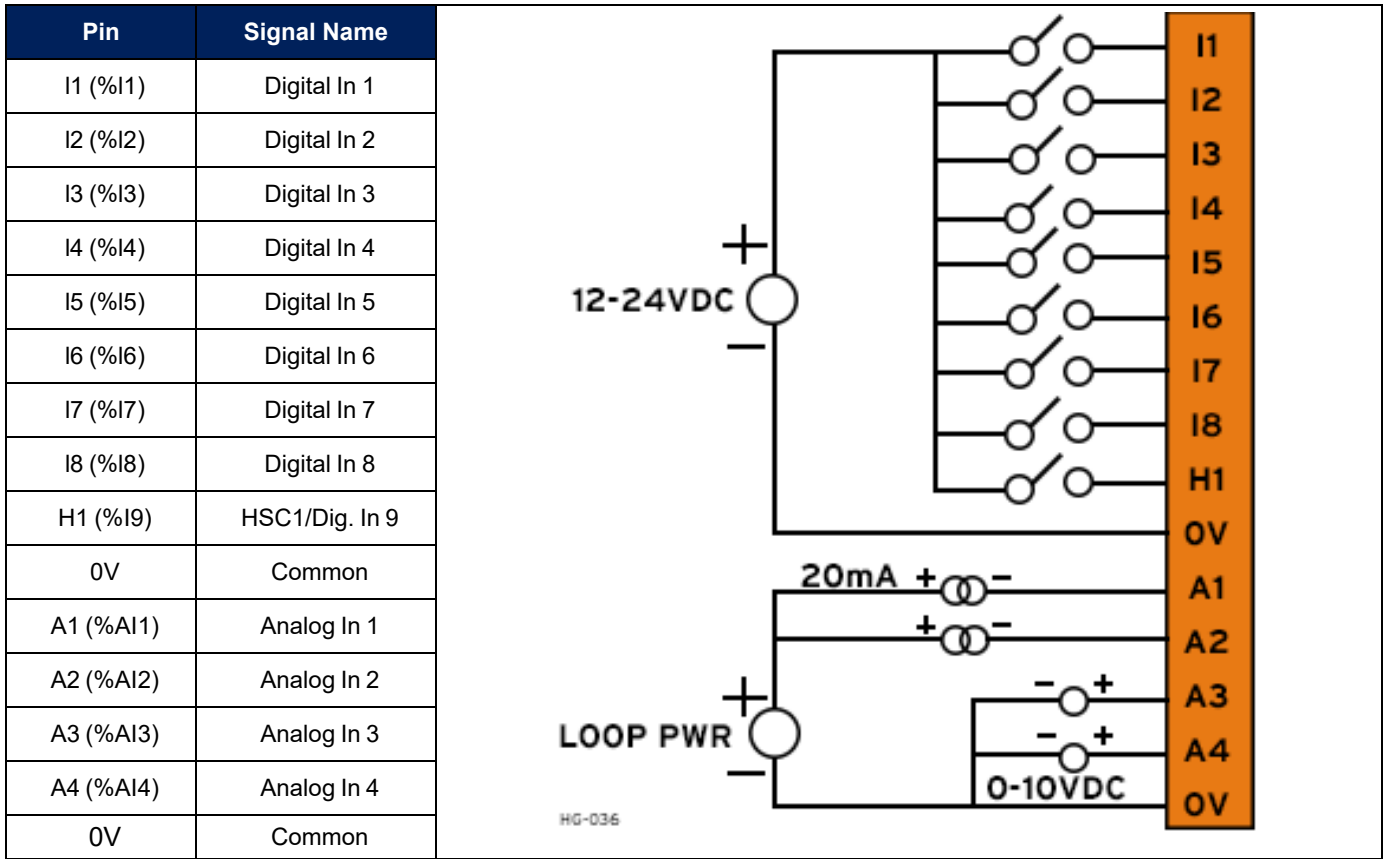 Pin Signal Name
I1 (%I1) Digital In 1
I2 (%I2) Digital In 2
I3 (%I3) Digital In 3
I4 (%I4) Digital In 4
I5 (%I5) Digital In 5
I6 (%I6) Digital In 6
I7 (%I7) Digital In 7
I8 (%I8) Digital In 8
H1 (%I9) HSC1/Dig. In 9
0V Common
A1 (%AI1) Analog In 1
A2 (%AI2) Analog In 2
A3 (%AI3) Analog In 3
A4 (%AI4) Analog In 4
0V Common
I1
I2
I3
I4
+
I5
12-24VDC
I6
−
I7
I8
H1
0V
20mA + − A1
+ − A2
+ − + A3
LOOP PWR − + A4
−
0-10VDC 0V
HG-036